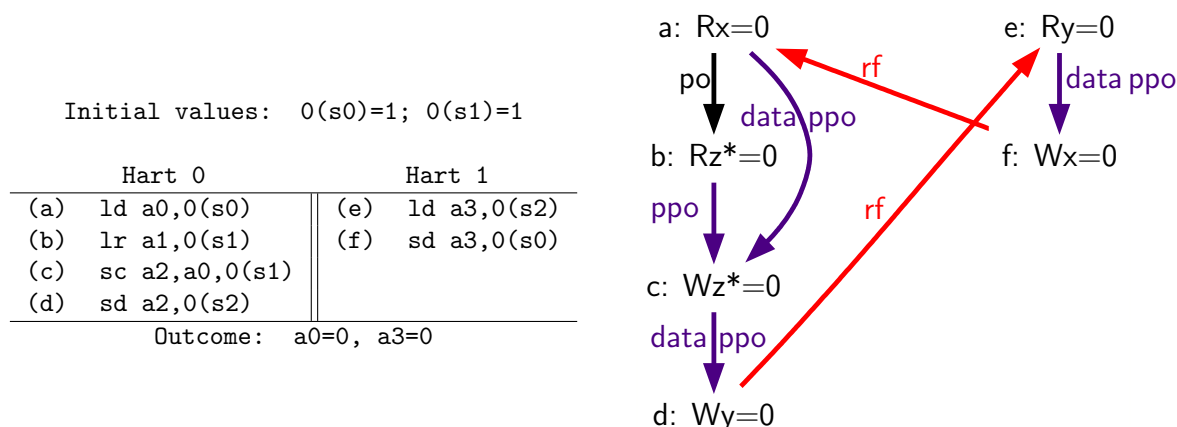 Initial values: 0(s0)=1; 0(s1)=1
Hart 0 Hart 1
(a) ld a0,0(s0) (e) ld a3,0(s2)
(b) lr a1,0(s1) (f) sd a3,0(s0)
(c) sc a2,a0,0(s1)
(d) sd a2,0(s2)
Outcome: a0=0, a3=0
a: Rx=0 e: Ry=0
rf
po data ppo
data ppo
b: Rz*=0 f: Wx=0
ppo rf
c: Wz*=0
data ppo
d: Wy=0